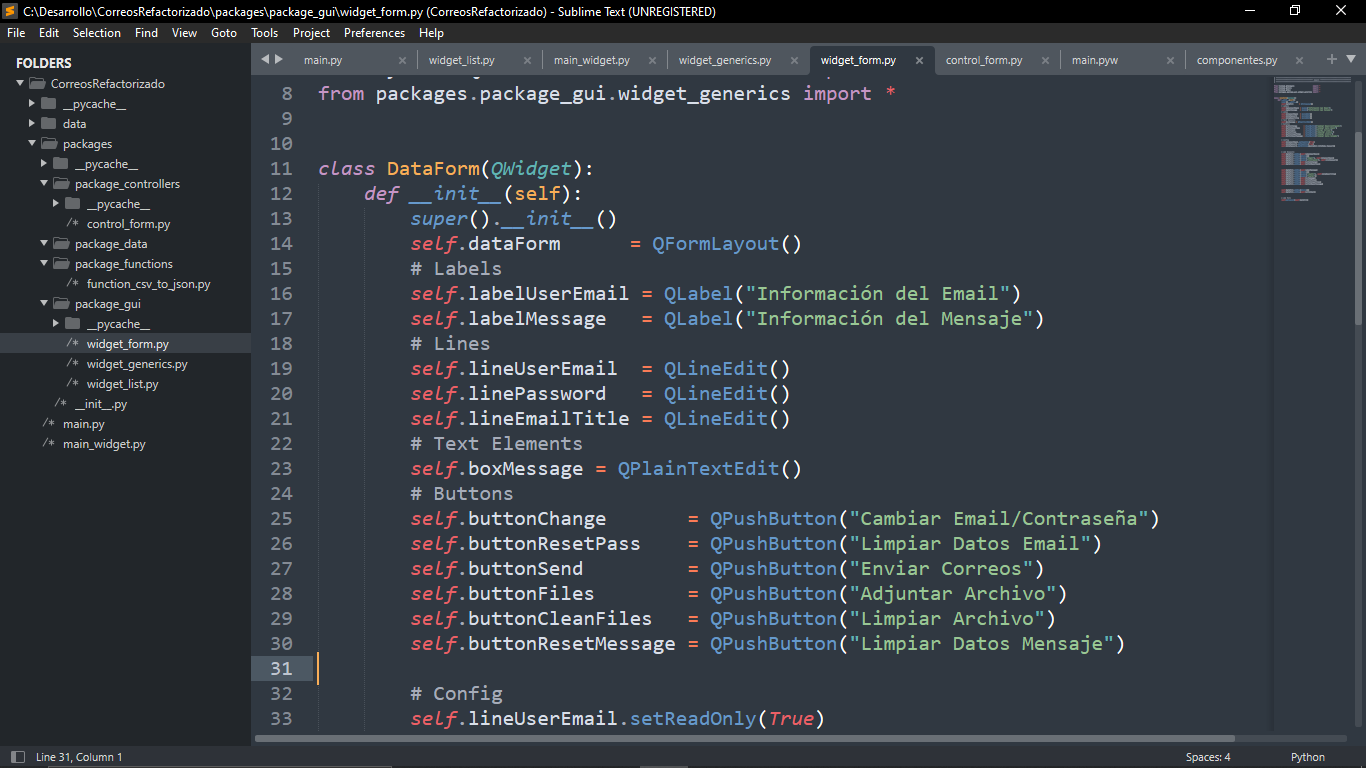 C:\Desarrollo\CorreosRefactorizado\packages\package_gui\widget_form.py (CorreosRefactorizado) - Sublime Text (UNREGISTERED)
File Edit Selection Find View Goto Tools Project Preferences Help
FOLDERS
CorreosRefactorizado
__pycache__
data
packages
__pycache__
package_controllers
__pycache__
/* control_form.py
package_data
package_functions
/* function_csv_to_json.py
package_gui
__pycache__
/* widget_form.py
/* widget_generics.py
/* widget_list.py
/* __init__.py
/* main.py
/* main_widget.py
main.py × widget_list.py × main_widget.py × widget_generics.py × widget_form.py × control_form.py × main.pyw × componentes.py ×
8 from packages.package_gui.widget_generics import *
9
10
11 class DataForm(QWidget):
12     def __init__(self):
13         super().__init__()
14         self.dataForm      = QFormLayout()
15         # Labels
16         self.labelUserEmail = QLabel("Información del Email")
17         self.labelMessage   = QLabel("Información del Mensaje")
18         # Lines
19         self.lineUserEmail  = QLineEdit()
20         self.linePassword   = QLineEdit()
21         self.lineEmailTitle = QLineEdit()
22         # Text Elements
23         self.boxMessage = QPlainTextEdit()
24         # Buttons
25         self.buttonChange       = QPushButton("Cambiar Email/Contraseña")
26         self.buttonResetPass    = QPushButton("Limpiar Datos Email")
27         self.buttonSend         = QPushButton("Enviar Correos")
28         self.buttonFiles        = QPushButton("Adjuntar Archivo")
29         self.buttonCleanFiles   = QPushButton("Limpiar Archivo")
30         self.buttonResetMessage = QPushButton("Limpiar Datos Mensaje")
31
32         # Config
33         self.lineUserEmail.setReadOnly(True)
Line 31, Column 1
Spaces: 4
Python